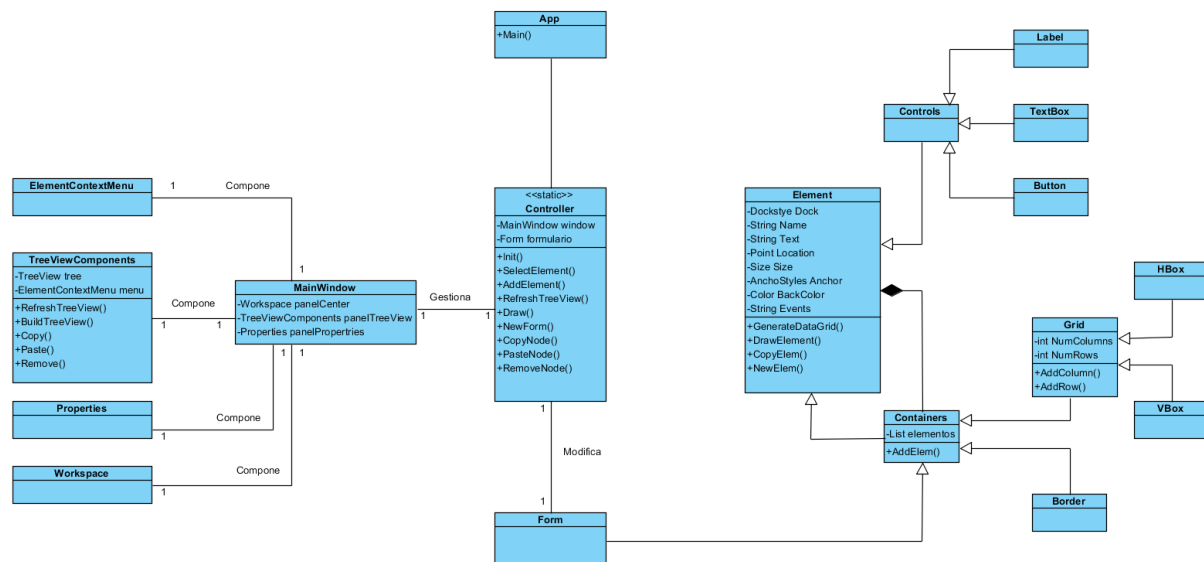 App
+Main()
Label
Controls
TextBox
Button
ElementContextMenu
1
Compone
1
TreeViewComponents
-TreeView tree
-ElementContextMenu menu
+RefreshTreeView()
+BuildTreeView()
+Copy()
+Paste()
+Remove()
Compone
1
1
MainWindow
-Workspace panelCenter
-TreeViewComponents panelTreeView
-Properties panelPropertries
1
1
Properties
1
Compone
Workspace
1
Compone
Gestiona
1
1
<<static>>
Controller
-MainWindow window
-Form formulario
+Init()
+SelectElement()
+AddElement()
+RefreshTreeView()
+Draw()
+NewForm()
+CopyNode()
+PasteNode()
+RemoveNode()
1
Modifica
1
Form
Element
-Dockstye Dock
-String Name
-String Text
-Point Location
-Size Size
-AnchoStyles Anchor
-Color BackColor
-String Events
+GenerateDataGrid()
+DrawElement()
+CopyElem()
+NewElem()
Containers
-List elementos
+AddElem()
Grid
-int NumColumns
-int NumRows
+AddColumn()
+AddRow()
HBox
VBox
Border